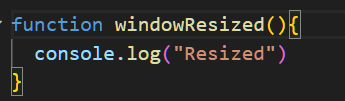 function windowResized(){
  console.log("Resized")
}